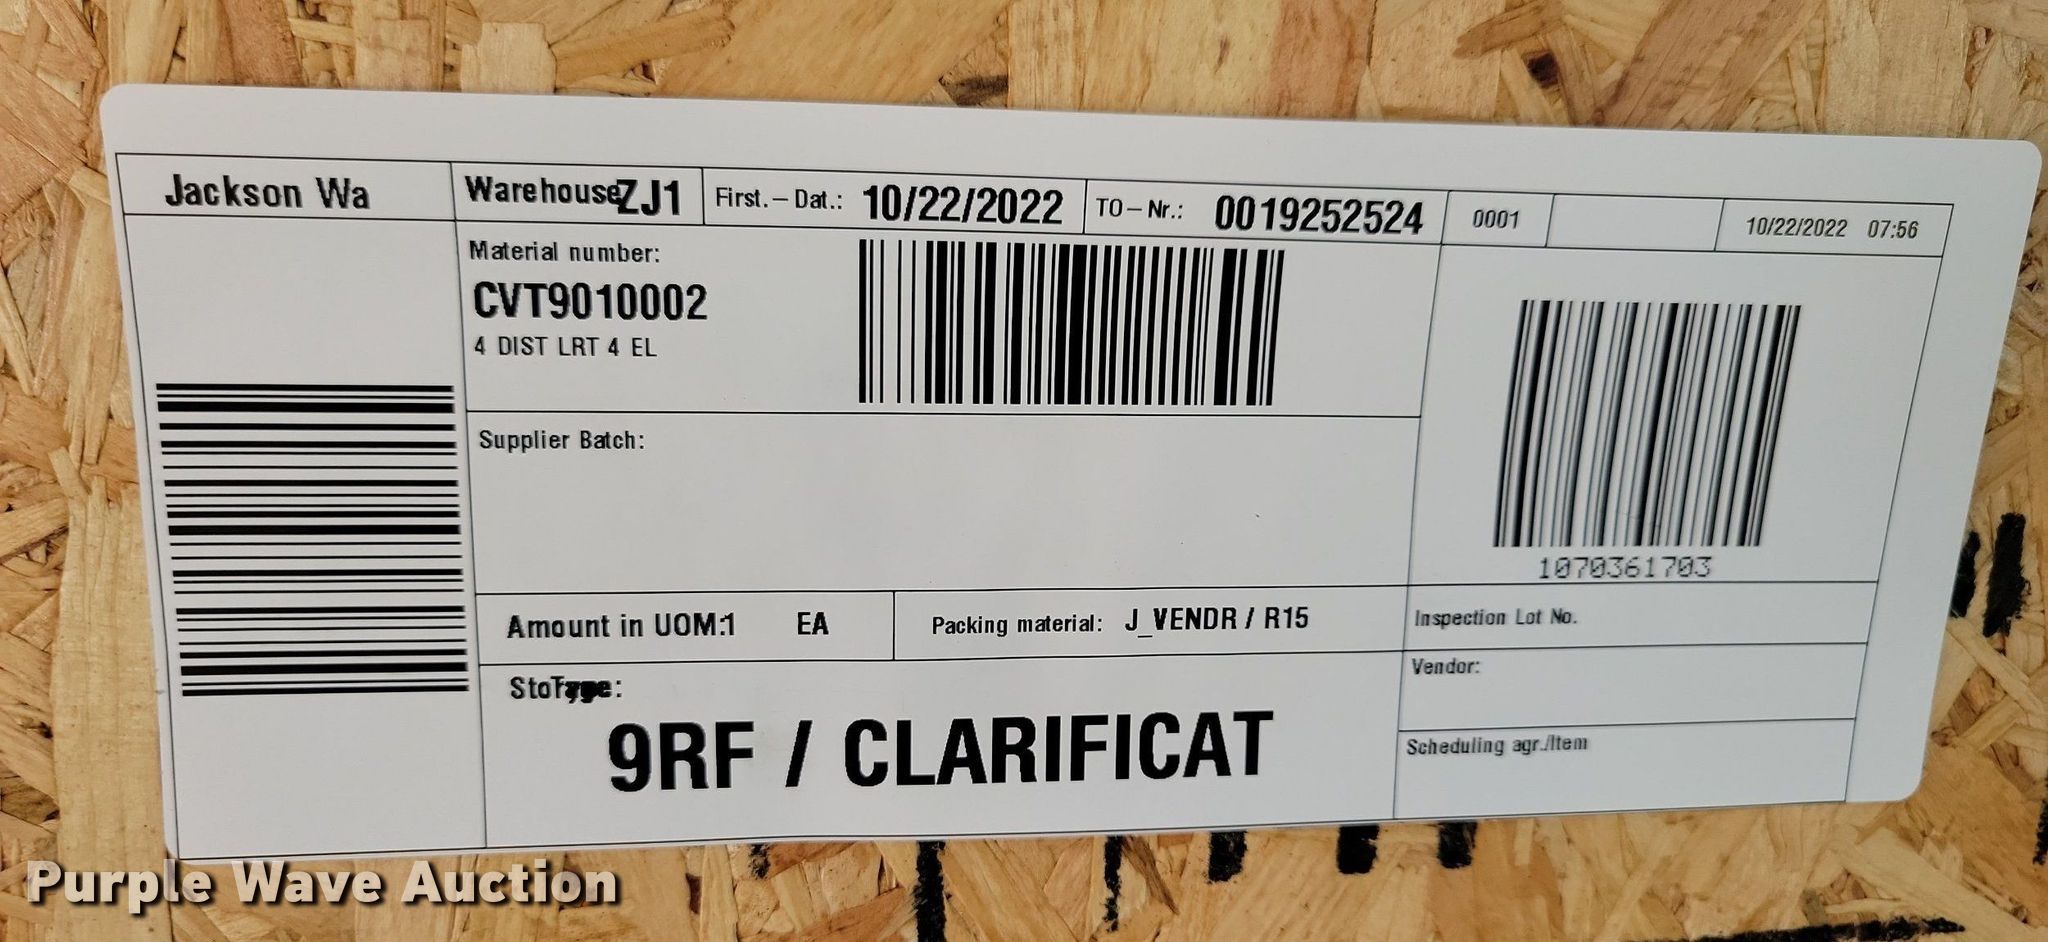 Jackson Wa
Warehouse ZJ1
First.-Dat.: 10/22/2022
TO-Nr.: 0019252524
0001
10/22/2022 07:56
Material number:
CVT9010002
4 DIST LRT 4 EL
1070361703
Supplier Batch:
Amount in UOM:1 EA
Packing material: J_VENDR / R15
Inspection Lot No.
Vendor:
Scheduling agr./Item
9RF / CLARIFICAT
Purple Wave Auction